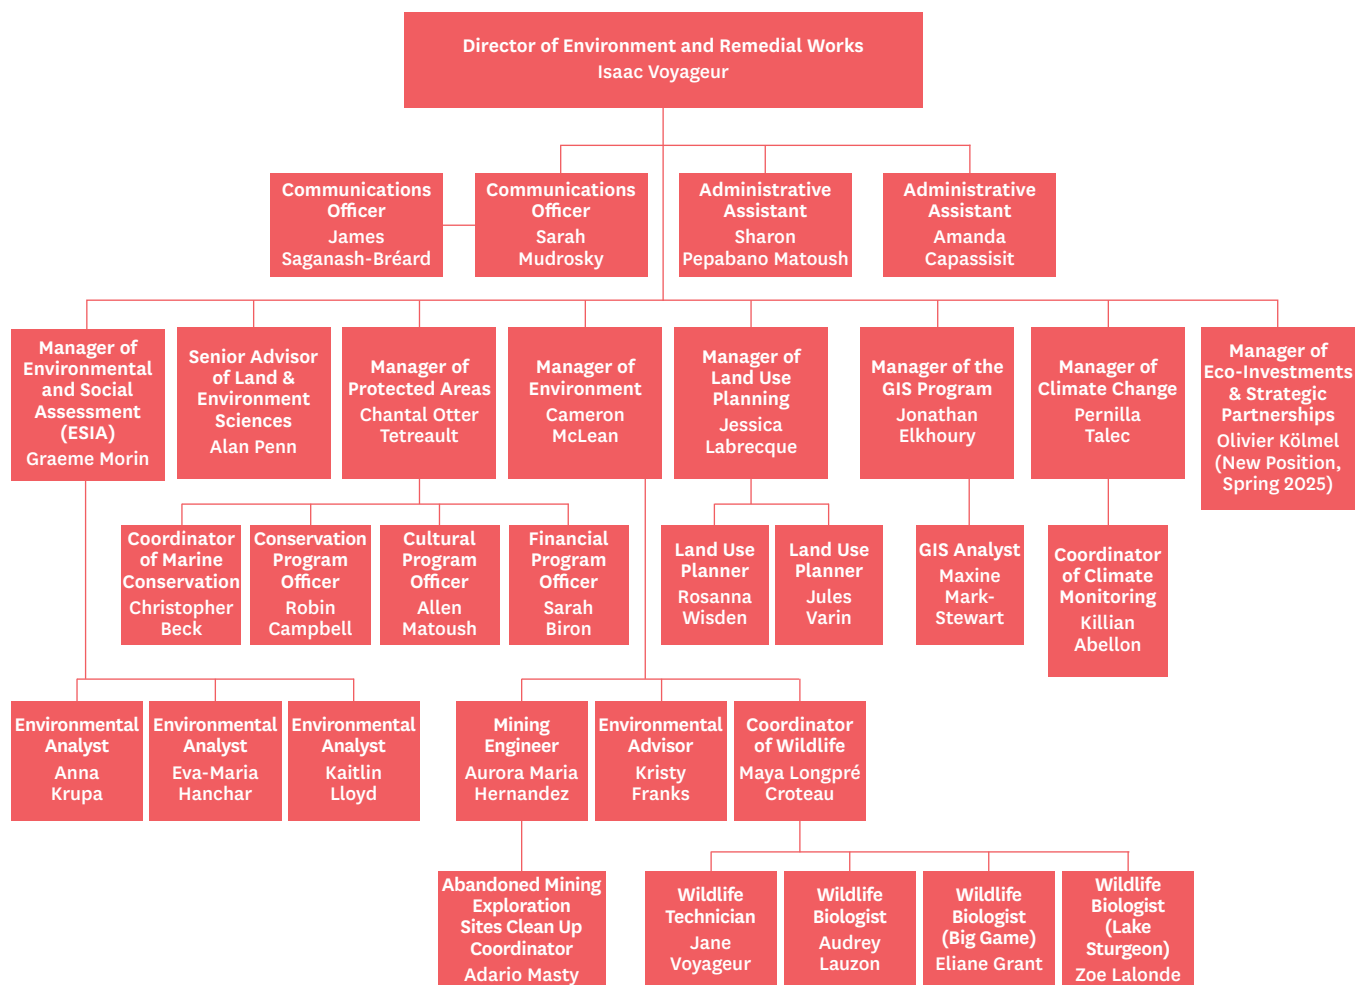 Director of Environment and Remedial Works
Isaac Voyageur
Communications
Officer
James
Saganash-Bréard
Communications
Officer
Sarah
Mudrosky
Administrative
Assistant
Sharon
Pepabano Matoush
Administrative
Assistant
Amanda
Capassisit
Manager of
Environmental
and Social
Assessment
(ESIA)
Graeme Morin
Senior Advisor
of Land &
Environment
Sciences
Alan Penn
Manager of
Protected Areas
Chantal Otter
Tetreault
Manager of
Environment
Cameron
McLean
Manager of
Land Use
Planning
Jessica
Labrecque
Manager of the
GIS Program
Jonathan
Elkhoury
Manager of
Climate Change
Pernilla
Talec
Manager of
Eco-Investments
& Strategic
Partnerships
Olivier Kölmel
(New Position,
Spring 2025)
Coordinator
of Marine
Conservation
Christopher
Beck
Conservation
Program
Officer
Robin
Campbell
Cultural
Program
Officer
Allen
Matoush
Financial
Program
Officer
Sarah
Biron
Land Use
Planner
Rosanna
Wisden
Land Use
Planner
Jules
Varin
GIS Analyst
Maxine
Mark-
Stewart
Coordinator
of Climate
Monitoring
Killian
Abellon
Environmental
Analyst
Anna
Krupa
Environmental
Analyst
Eva-Maria
Hanchar
Environmental
Analyst
Kaitlin
Lloyd
Mining
Engineer
Aurora Maria
Hernandez
Environmental
Advisor
Kristy
Franks
Coordinator
of Wildlife
Maya Longpré
Croteau
Abandoned Mining
Exploration
Sites Clean Up
Coordinator
Adario Masty
Wildlife
Technician
Jane
Voyageur
Wildlife
Biologist
Audrey
Lauzon
Wildlife
Biologist
(Big Game)
Eliane Grant
Wildlife
Biologist
(Lake
Sturgeon)
Zoe Lalonde